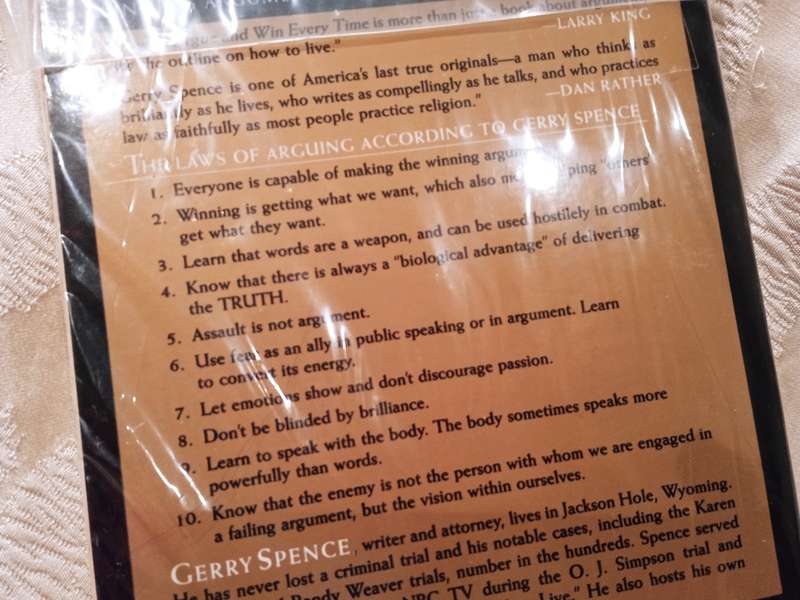 and Win Every Time is more than just a book about
—LARRY KING
the outline on how to live."
Gerry Spence is one of America's last true originals—a man who thinks as
brilliantly as he lives, who writes as compellingly as he talks, and who practices
law as faithfully as most people practice religion."
—DAN RATHER
THE LAWS OF ARGUING ACCORDING TO GERRY SPENCE
1. Everyone is capable of making the winning
2. Winning is getting what we want, which also "others"
get what they want.
3. Learn that words are a weapon, and can be used hostilely in combat.
4. Know that there is always a "biological advantage" of delivering
the TRUTH.
5. Assault is not argument.
6. Use fear as an ally in public speaking or in argument. Learn
to convert its energy.
7. Let emotions show and don't discourage passion.
8. Don't be blinded by brilliance.
9. Learn to speak with the body. The body sometimes speaks more
powerfully than words.
10. Know that the enemy is not the person with whom we are engaged in
a failing argument, but the vision within ourselves.
GERRY SPENCE, writer and attorney, lives in Jackson Hole, Wyoming.
He has never lost a criminal trial and his notable cases, including the Karen
Randy Weaver trials, number in the hundreds. Spence served
NBC TV during the O. J. Simpson trial and
Live." He also hosts his own